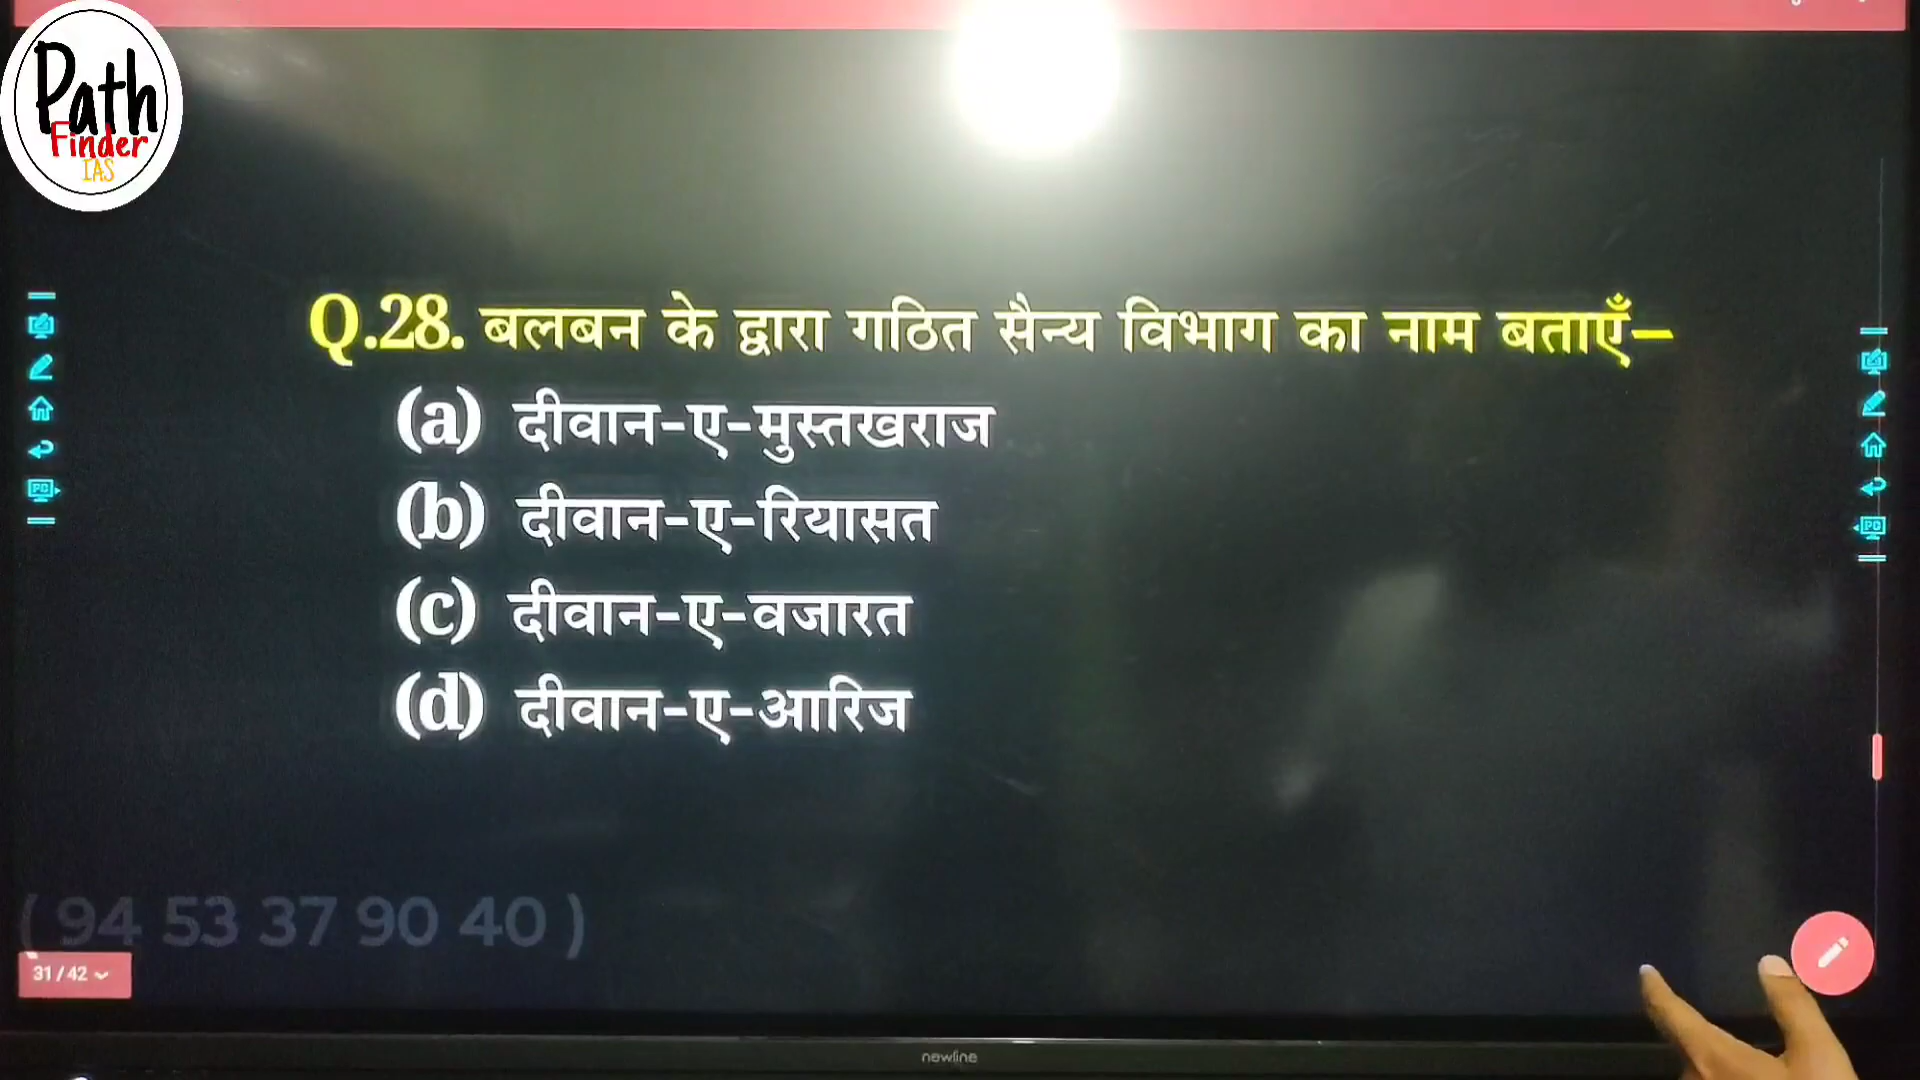 Path
Finder
IAS
Q.28. बलबन के द्वारा गठित सैन्य विभाग का नाम बताएँ–
(a) दीवान-ए-मुस्तखराज
(b) दीवान-ए-रियासत
(c) दीवान-ए-वजारत
(d) दीवान-ए-आरिज
( 94 53 37 90 40 )
31 / 42
newline